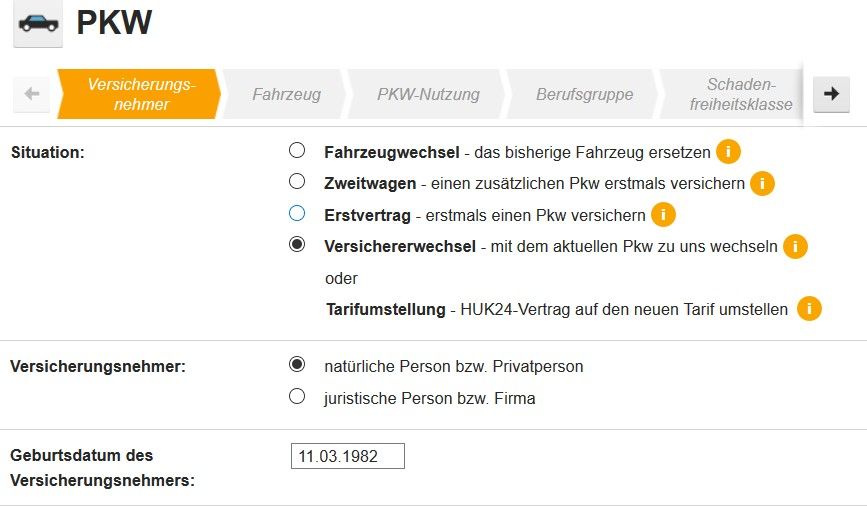 PKW
Versicherungs-
nehmer
Fahrzeug
PKW-Nutzung
Berufsgruppe
Schaden-
freiheitsklasse
Situation:
Fahrzeugwechsel - das bisherige Fahrzeug ersetzen i
Zweitwagen - einen zusätzlichen Pkw erstmals versichern i
Erstvertrag - erstmals einen Pkw versichern i
Versichererwechsel - mit dem aktuellen Pkw zu uns wechseln i
oder
Tarifumstellung - HUK24-Vertrag auf den neuen Tarif umstellen i
Versicherungsnehmer:
natürliche Person bzw. Privatperson
juristische Person bzw. Firma
Geburtsdatum des
Versicherungsnehmers:
11.03.1982